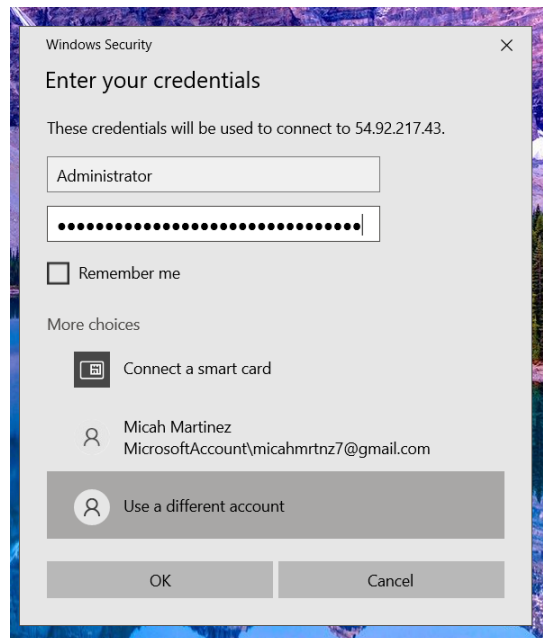 Windows Security
Enter your credentials
These credentials will be used to connect to 54.92.217.43.
Administrator
••••••••••••••••••••••••••••••••
Remember me
More choices
Connect a smart card
Micah Martinez
MicrosoftAccount\micahmrtnz7@gmail.com
Use a different account
OK
Cancel